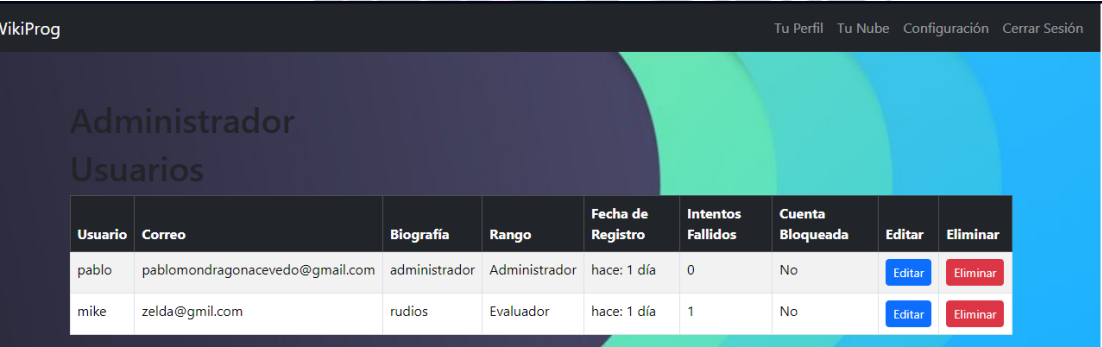 WikiProg Tu Perfil Tu Nube Configuración Cerrar Sesión
Administrador
Usuarios
Usuario Correo Biografía Rango Fecha de Registro Intentos Fallidos Cuenta Bloqueada Editar Eliminar
pablo pablomondragonacevedo@gmail.com administrador Administrador hace: 1 día 0 No Editar Eliminar
mike zelda@gmil.com rudios Evaluador hace: 1 día 1 No Editar Eliminar